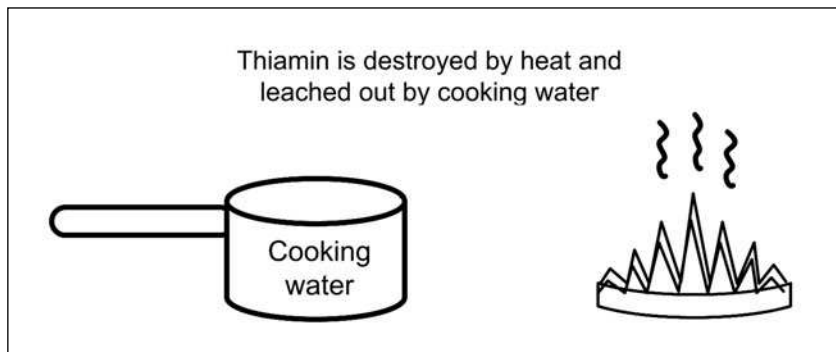 Thiamin is destroyed by heat and
leached out by cooking water
Cooking
water